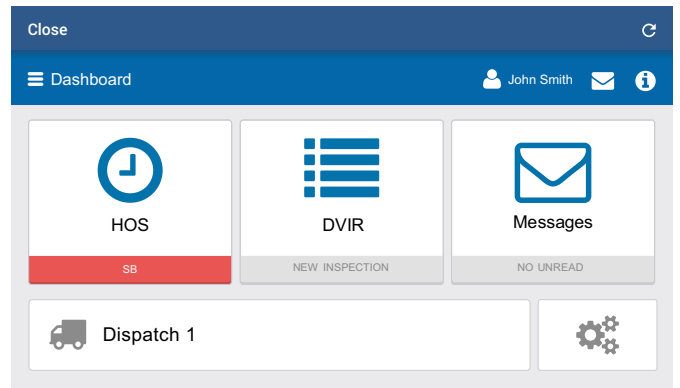 Close
Dashboard
John Smith
HOS
DVIR
Messages
SB
NEW INSPECTION
NO UNREAD
Dispatch 1